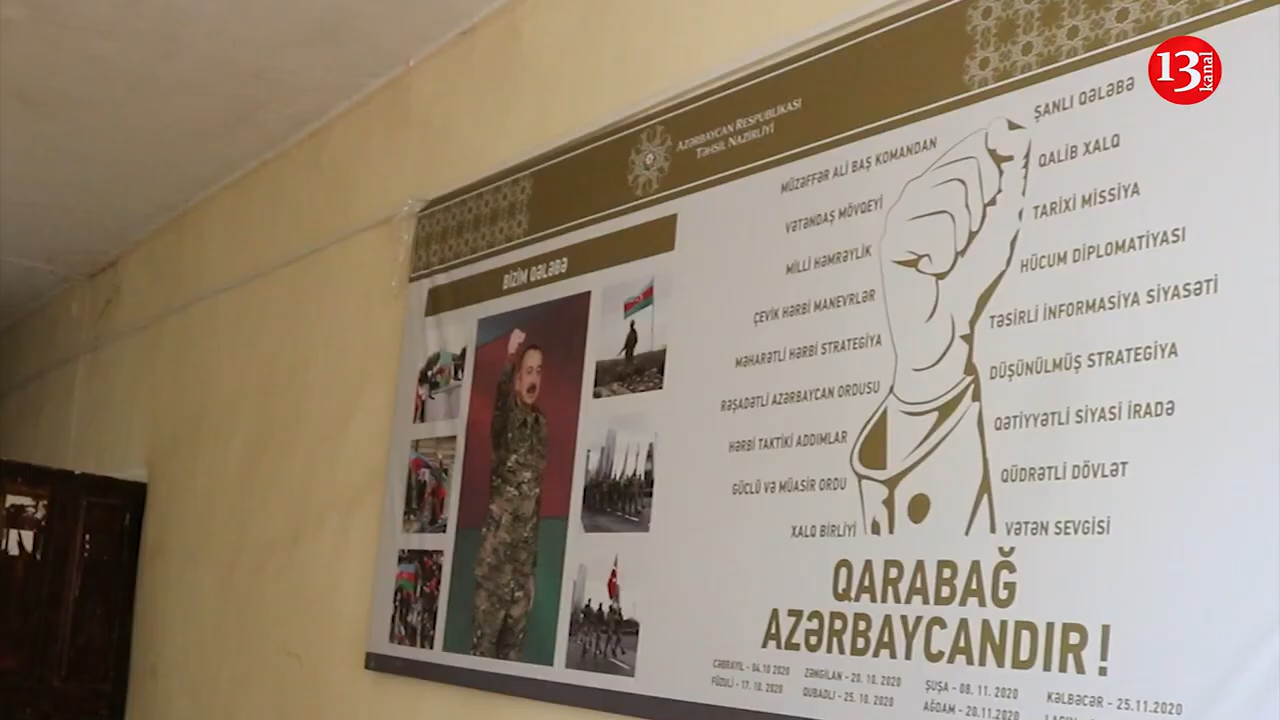 13
kanal
AZƏRBAYCAN RESPUBLİKASI
TƏHSİL NAZİRLİYİ
BİZİM QƏLƏBƏ
MÜZƏFFƏR ALİ BAŞ KOMANDAN
VƏTƏNDAŞ MÖVQEYİ
MİLLİ HƏMRƏYLİK
ÇEVİK HƏRBİ MANEVRLƏR
MƏHARƏTLİ HƏRBİ STRATEGİYA
RƏŞADƏTLİ AZƏRBAYCAN ORDUSU
HƏRBİ TAKTİKİ ADDIMLAR
GÜCLÜ VƏ MÜASİR ORDU
XALQ BİRLİYİ
ŞANLI QƏLƏBƏ
QALİB XALQ
TARİXİ MİSSİYA
HÜCUM DİPLOMATİYASI
TƏSİRLİ İNFORMASİYA SİYASƏTİ
DÜŞÜNÜLMÜŞ STRATEGİYA
QƏTİYYƏTLİ SİYASİ İRADƏ
QÜDRƏTLİ DÖVLƏT
VƏTƏN SEVGİSİ
QARABAĞ
AZƏRBAYCANDIR!
CƏBRAYIL - 04.10 2020
FÜZULİ - 17. 10. 2020
ZƏNGİLAN - 20. 10. 2020
QUBADLI - 25. 10. 2020
ŞUŞA - 08. 11. 2020
AĞDAM - 20.11.2020
KƏLBƏCƏR - 25.11.2020